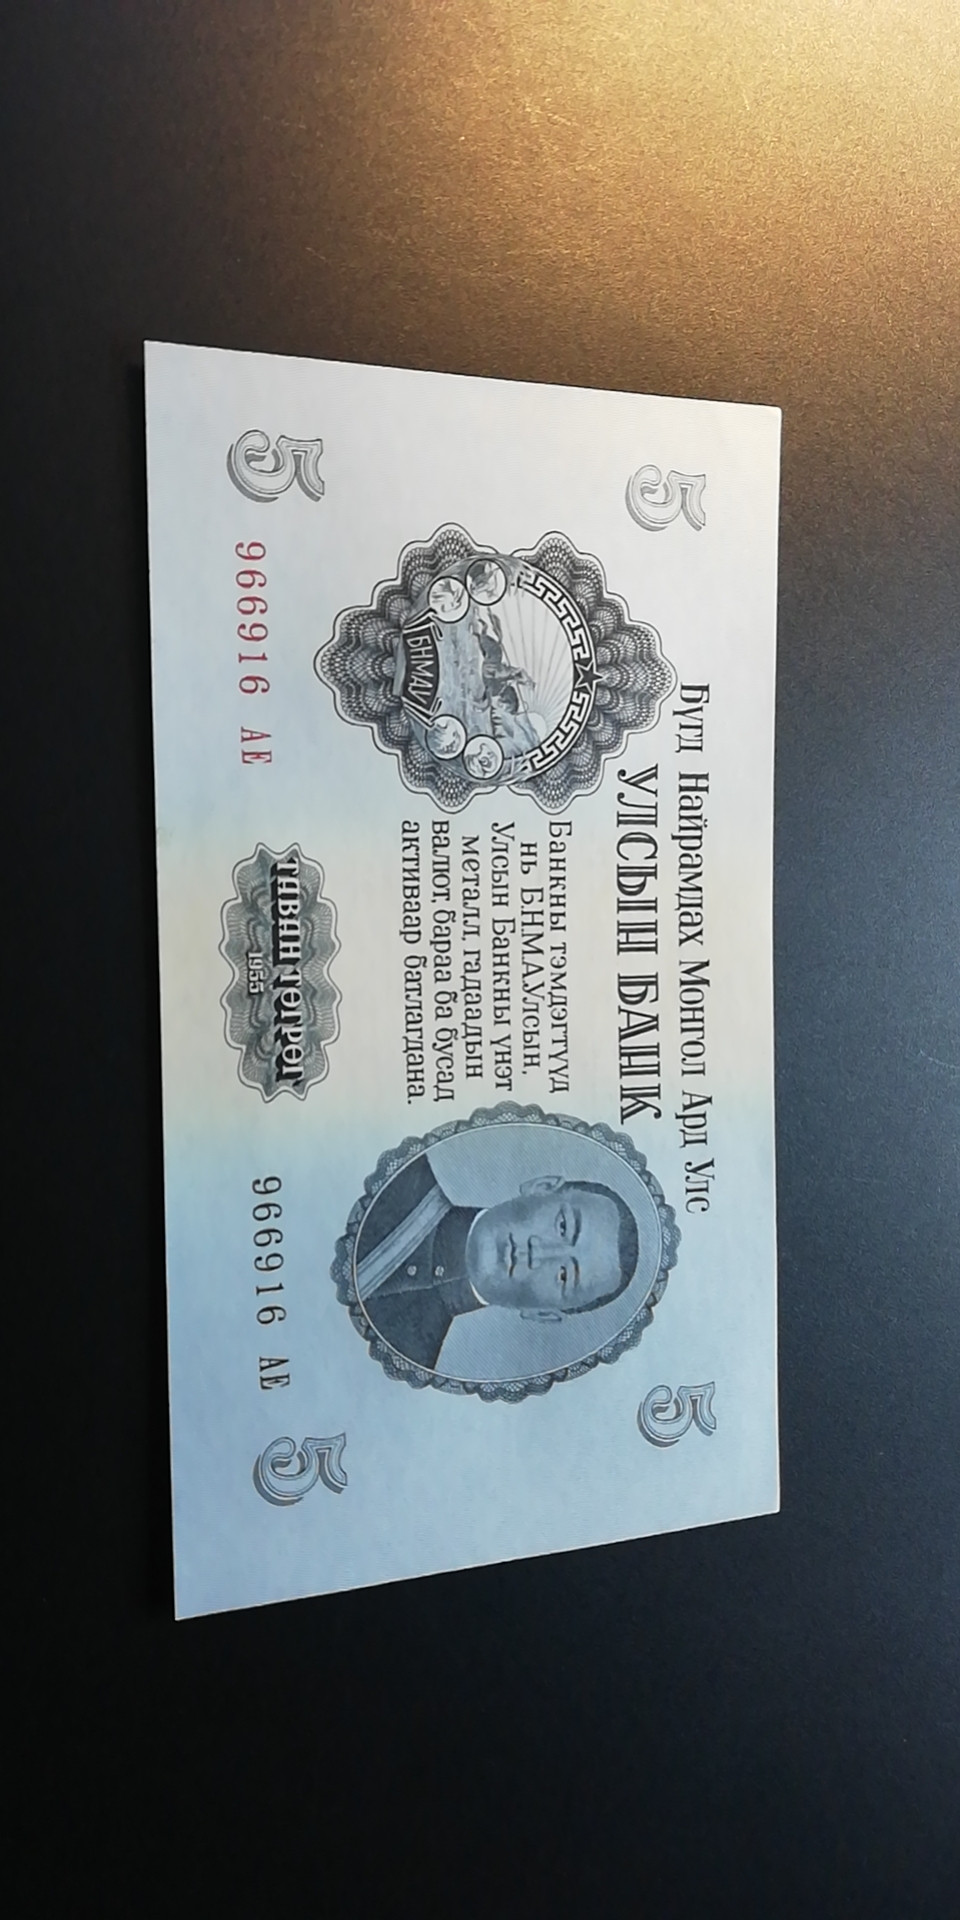 Бүгд Найрамдах Монгол Ард Улс
УЛСЫН БАНК
5
5
БНМАУ
Банкны тэмдэгтүүд
нь Б.Н.М.А.Улсын,
Улсын Банкны үнэт
металл, гадаадын
валют, бараа ба бусад
активаар батлагдана.
5
966916 АЕ
ТАВАН ТӨГРӨГ
1955
966916 АЕ
5